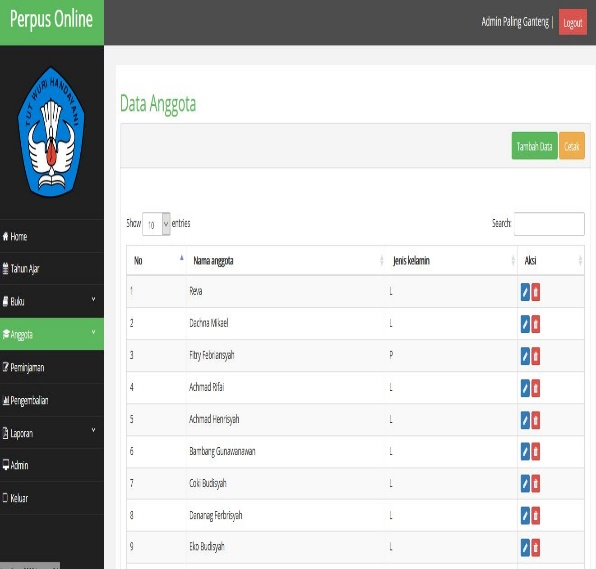 Perpus Online
Admin Paling Ganteng | Logout
TUT WURI HANDAYANI
Home
Tahun Ajar
Buku
Anggota
Peminjaman
Pengembalian
Laporan
Admin
Keluar
Data Anggota
Tambah Data Cetak
Show 10 entries Search:
No Nama anggota Jenis kelamin Aksi
1 Reva L
2 Dachna Mikael L
3 Fitry Febriansyah P
4 Achmad Rifai L
5 Achmad Henrisyah L
6 Bambang Gunawanawan L
7 Coki Budisyah L
8 Dananag Ferbrisyah L
9 Eko Budisyah L